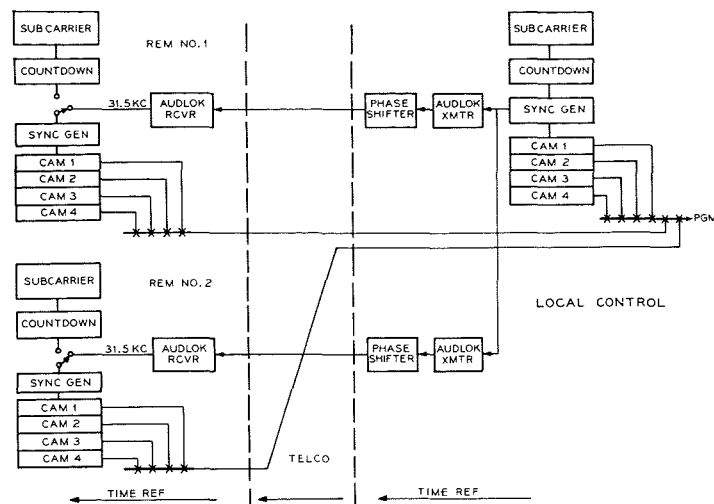 SUBCARRIER
REM NO.1
SUBCARRIER
COUNTDOWN
COUNTDOWN
31.5 KC
AUDLOK
RCVR
PHASE
SHIFTER
AUDLOK
XMTR
SYNC GEN
SYNC GEN
CAM 1
CAM 2
CAM 3
CAM 4
CAM 1
CAM 2
CAM 3
CAM 4
PGM
SUBCARRIER
REM NO.2
LOCAL CONTROL
COUNTDOWN
31.5 KC
AUDLOK
RCVR
PHASE
SHIFTER
AUDLOK
XMTR
SYNC GEN
CAM 1
CAM 2
CAM 3
CAM 4
TELCO
TIME REF
TIME REF